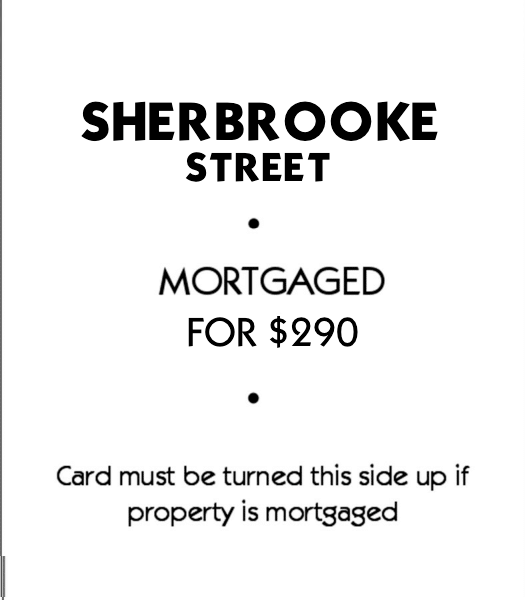 SHERBROOKE
STREET
•
MORTGAGED
FOR $290
•
Card must be turned this side up if
property is mortgaged